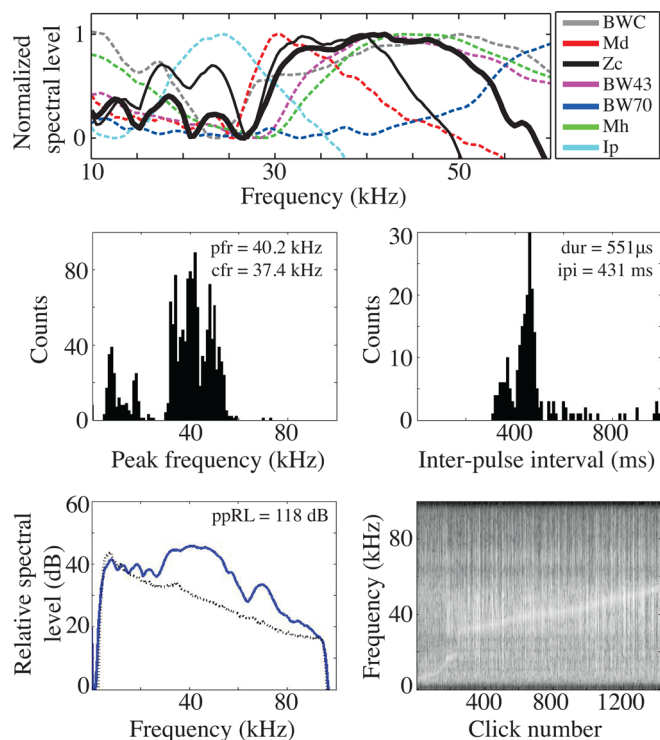 Normalized
spectral level
1
0
10
30
50
Frequency (kHz)
BWC
Md
Zc
BW43
BW70
Mh
Ip
Counts
80
40
0
40
80
Peak frequency (kHz)
pfr = 40.2 kHz
cfr = 37.4 kHz
Counts
30
20
10
0
400
800
Inter-pulse interval (ms)
dur = 551µs
ipi = 431 ms
Relative spectral
level (dB)
60
40
20
0
40
80
Frequency (kHz)
ppRL = 118 dB
Frequency (kHz)
80
40
0
400
800
1200
Click number